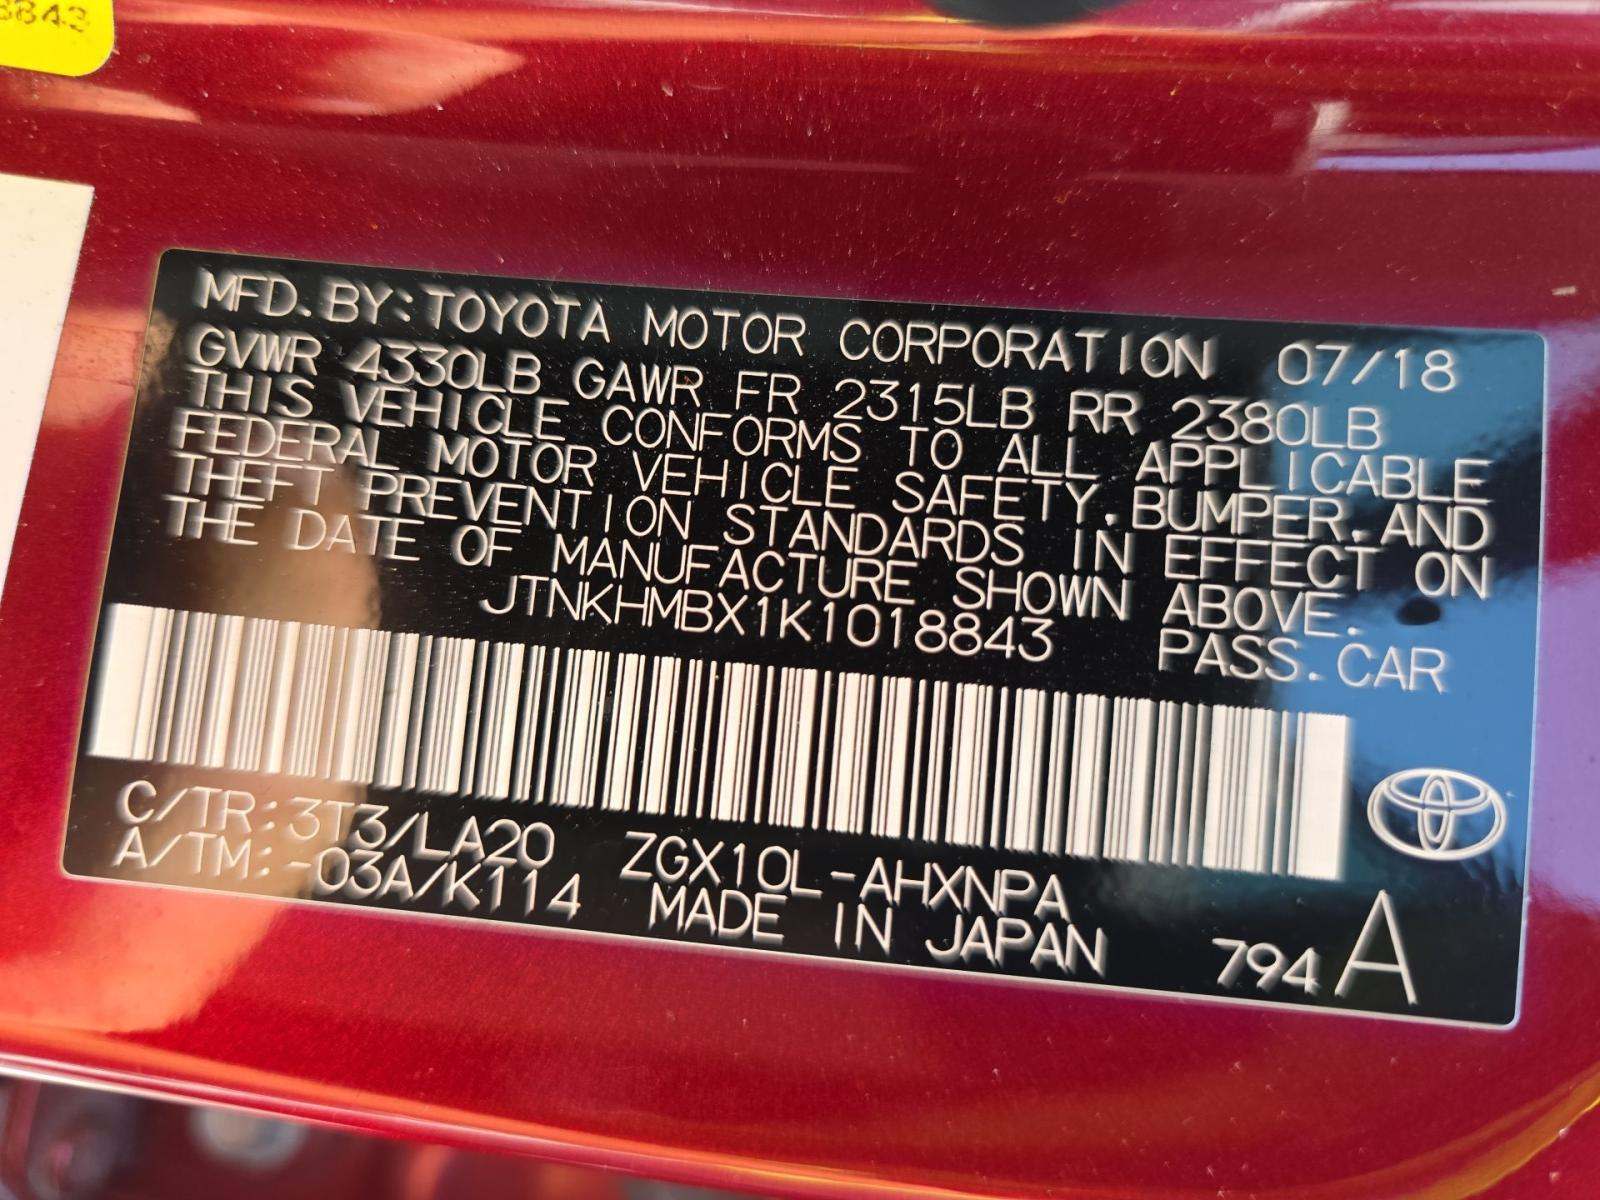 8843
MFD. BY: TOYOTA MOTOR CORPORATION 07/18
GVWR 4330LB GAWR FR 2315LB RR 2380LB
THIS VEHICLE CONFORMS TO ALL APPLICABLE
FEDERAL MOTOR VEHICLE SAFETY. BUMPER. AND
THEFT PREVENTION STANDARDS IN EFFECT ON
THE DATE OF MANUFACTURE SHOWN ABOVE.
JTNKHMBX1K1018843 PASS. CAR
C/TR: 3T3/LA20 ZGX10L-AHXNPA
A/TM: -03A/K114 MADE IN JAPAN 794 A